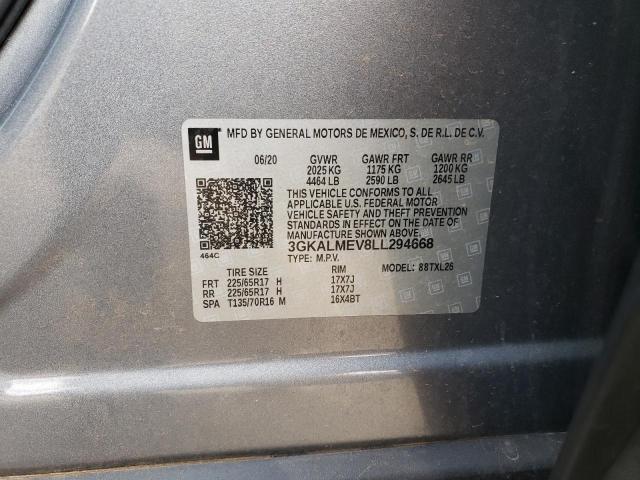 GM
MFD BY GENERAL MOTORS DE MEXICO, S. DE R.L. DE C.V.
06/20 GVWR GAWR FRT GAWR RR
2025 KG 1175 KG 1200 KG
4464 LB 2590 LB 2645 LB
THIS VEHICLE CONFORMS TO ALL
APPLICABLE U.S. FEDERAL MOTOR
VEHICLE SAFETY AND THEFT PREVENTION
STANDARDS IN EFFECT ON THE DATE OF
MANUFACTURE SHOWN ABOVE.
464C 3GKALMEV8LL294668
TYPE: M.P.V. MODEL: 88TXL26
TIRE SIZE RIM
FRT 225/65R17 H 17X7J
RR 225/65R17 H 17X7J
SPA T135/70R16 M 16X4BT